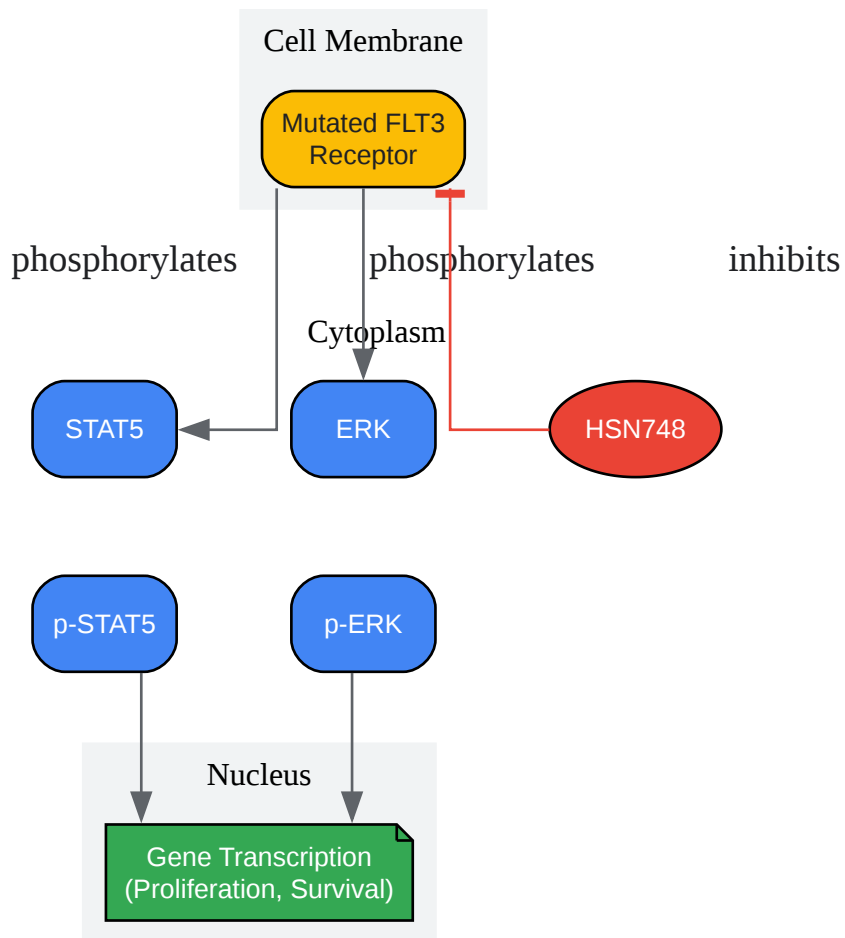 Cell Membrane
Mutated FLT3
Receptor
phosphorylates
phosphorylates
inhibits
Cytoplasm
STAT5
ERK
HSN748
p-STAT5
p-ERK
Nucleus
Gene Transcription
(Proliferation, Survival)